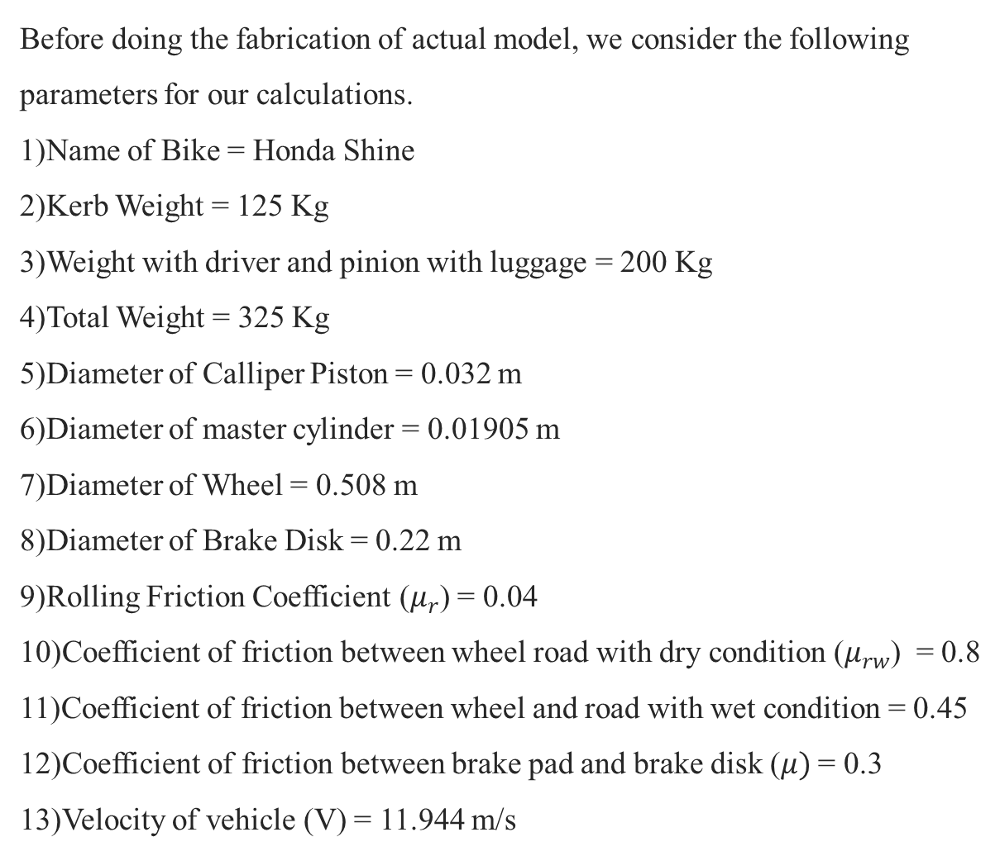 Before doing the fabrication of actual model, we consider the following
parameters for our calculations.
1)Name of Bike = Honda Shine
2)Kerb Weight = 125 Kg
3)Weight with driver and pinion with luggage = 200 Kg
4)Total Weight = 325 Kg
5)Diameter of Calliper Piston = 0.032 m
6)Diameter of master cylinder = 0.01905 m
7)Diameter of Wheel = 0.508 m
8)Diameter of Brake Disk = 0.22 m
9)Rolling Friction Coefficient (μ_r) = 0.04
10)Coefficient of friction between wheel road with dry condition (μ_rw) = 0.8
11)Coefficient of friction between wheel and road with wet condition = 0.45
12)Coefficient of friction between brake pad and brake disk (μ) = 0.3
13)Velocity of vehicle (V) = 11.944 m/s